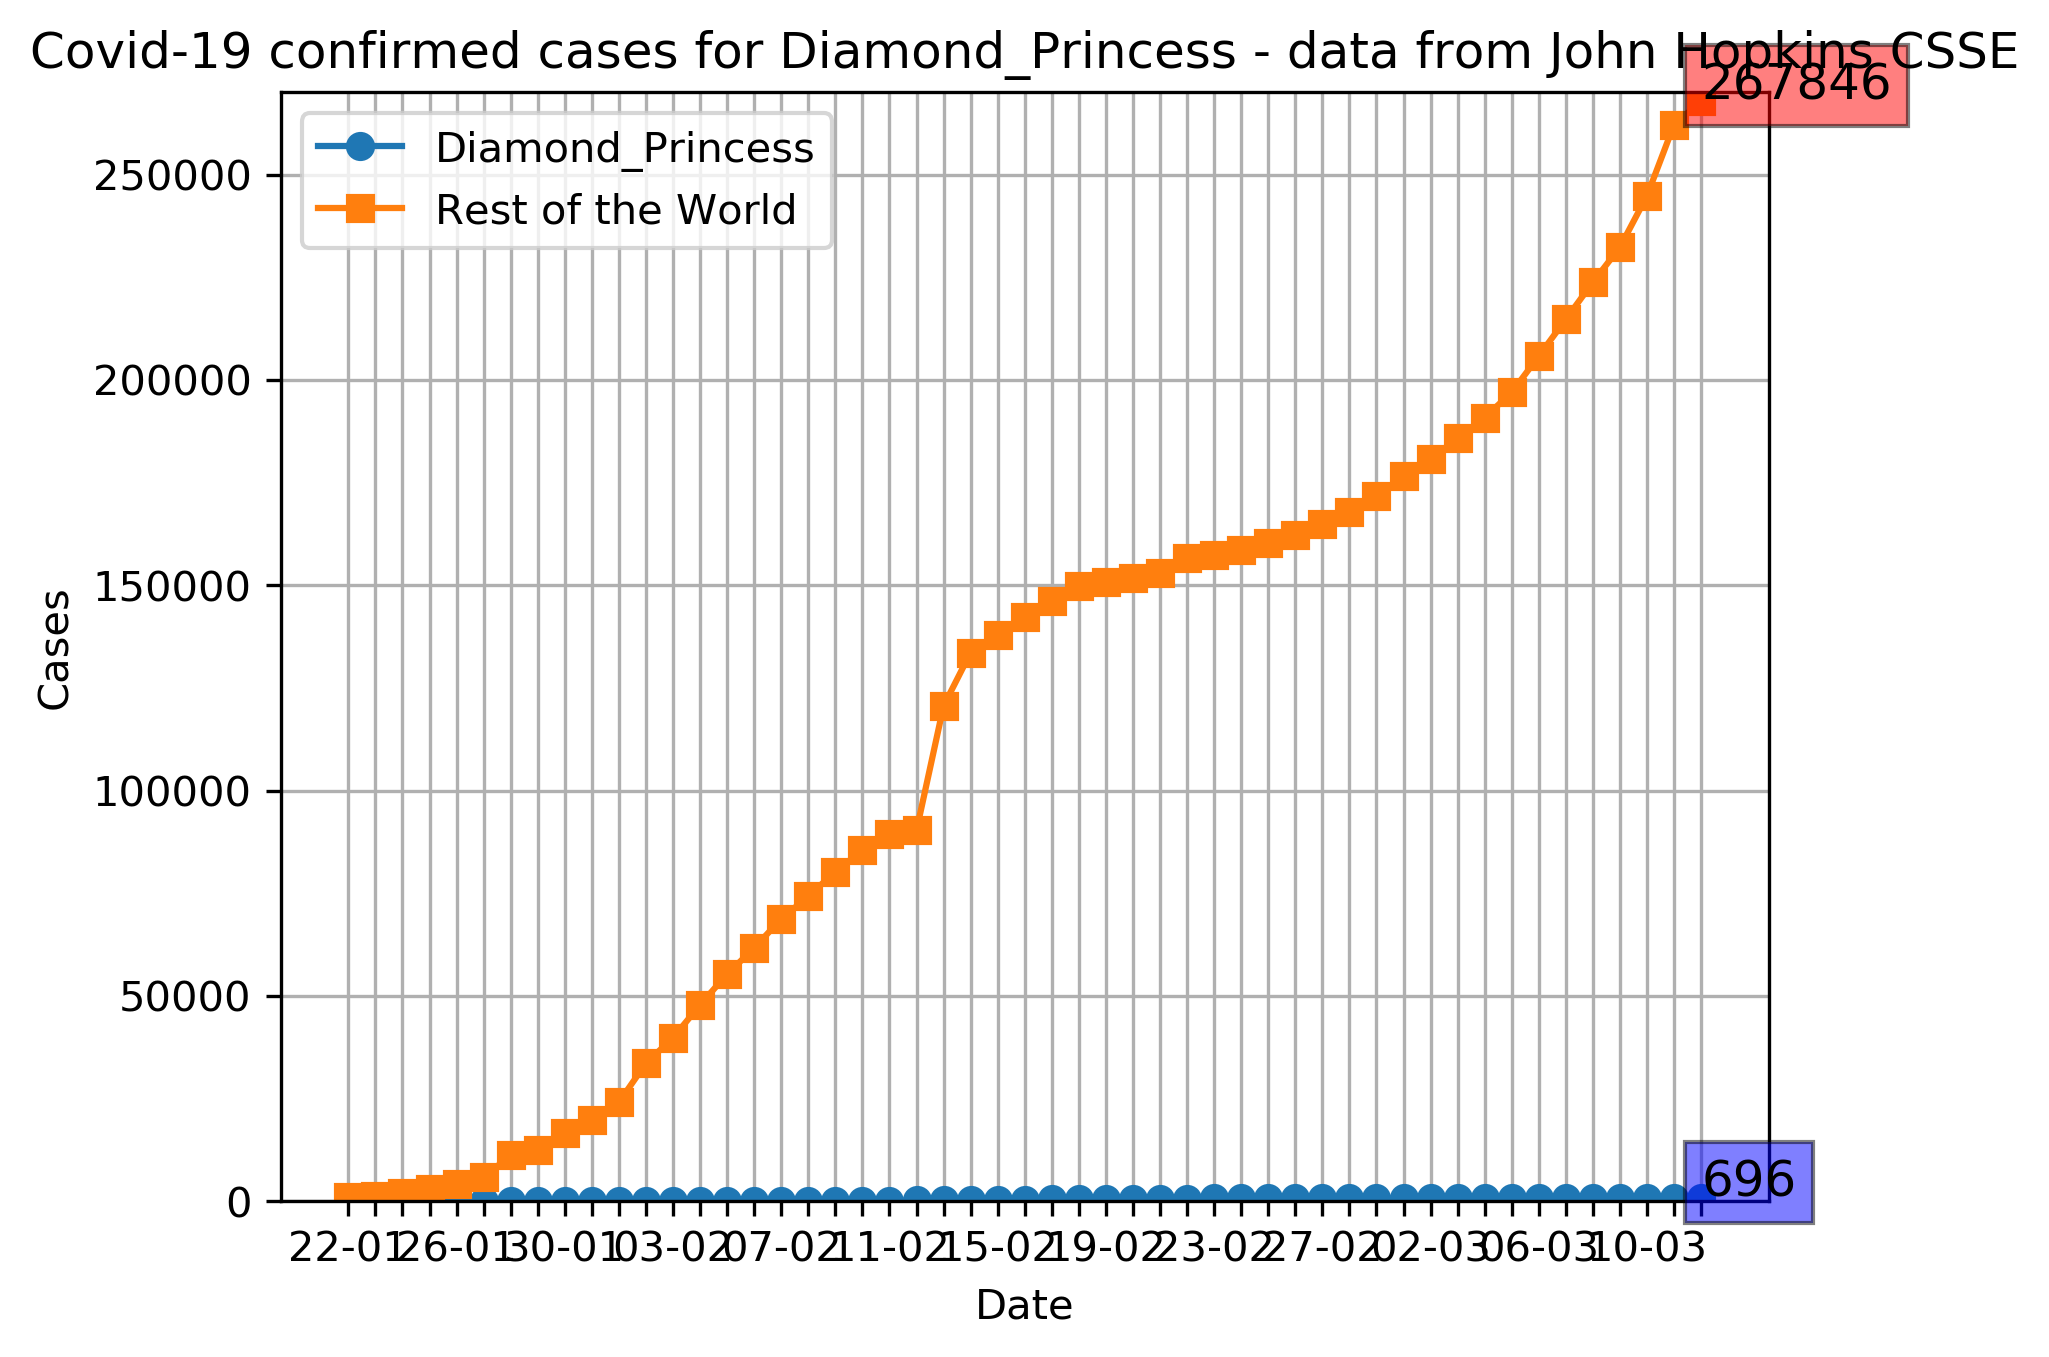 Covid-19 confirmed cases for Diamond_Princess - data from John Hopkins CSSE
267846
Diamond_Princess
Rest of the World
250000
200000
150000
100000
50000
0
Cases
696
22-01 26-01 30-01 03-02 07-02 11-02 15-02 19-02 23-02 27-02 02-03 06-03 10-03
Date